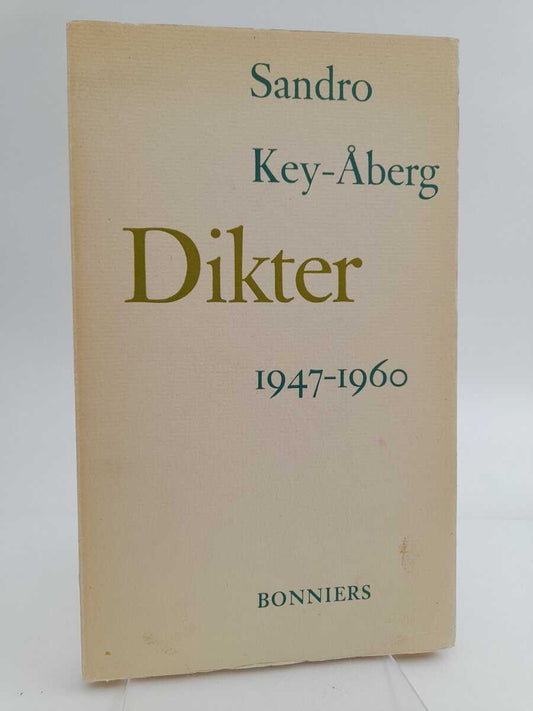 Sandro
Key-Åberg
Dikter
1947-1960
BONNIERS